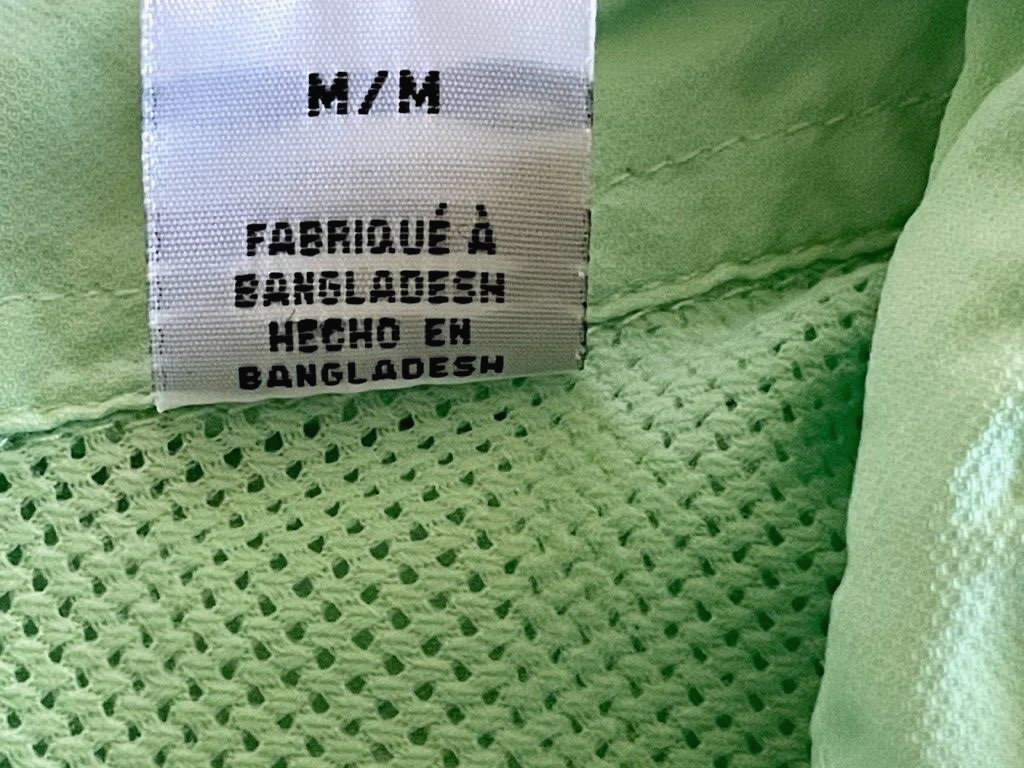 M/M
FABRIQUÉ À
BANGLADESH
HECHO EN
BANGLADESH